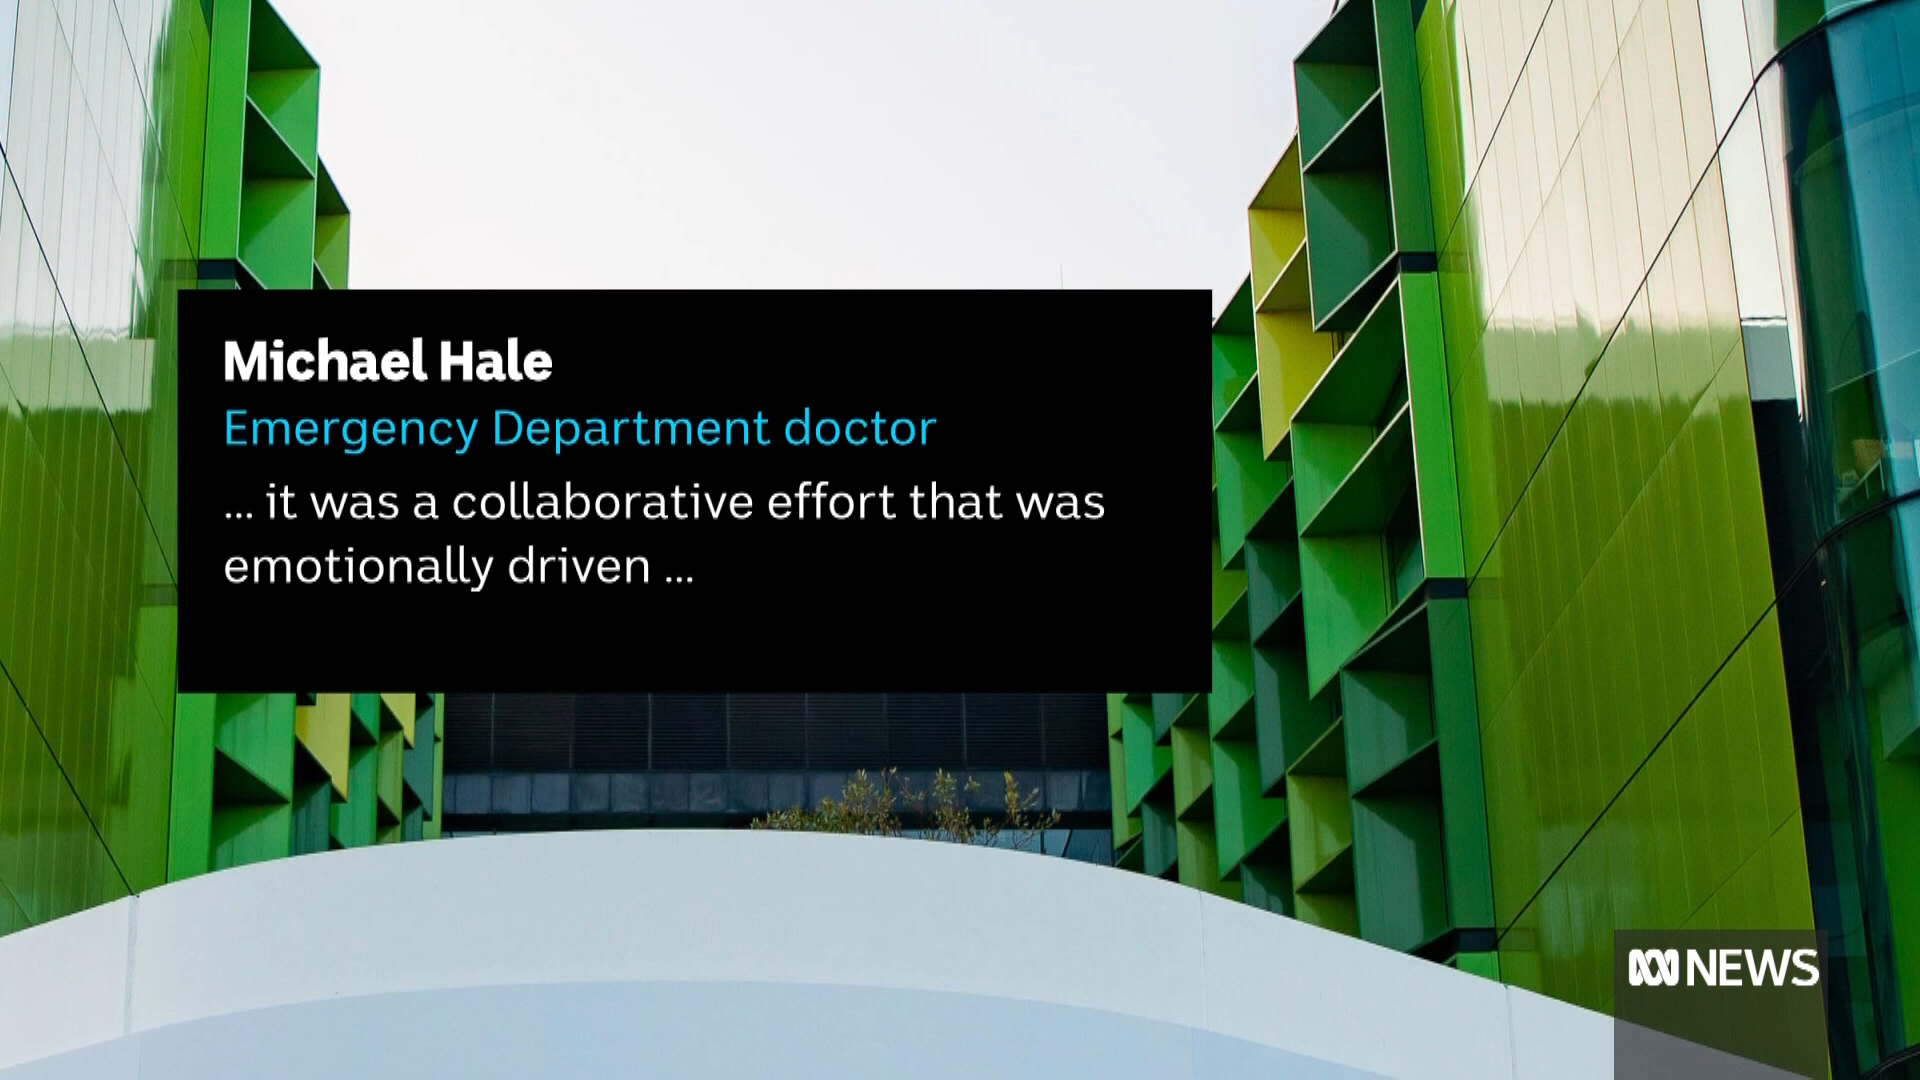 Michael Hale
Emergency Department doctor
... it was a collaborative effort that was
emotionally driven ...
NEWS